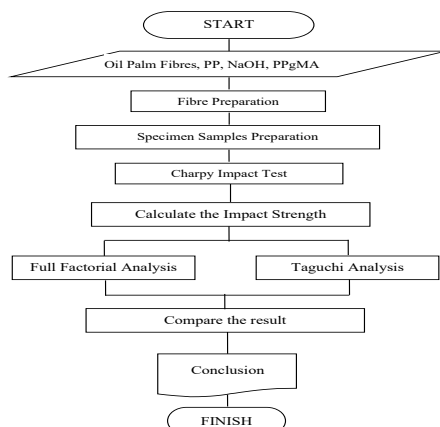 START
Oil Palm Fibres, PP, NaOH, PPgMA
Fibre Preparation
Specimen Samples Preparation
Charpy Impact Test
Calculate the Impact Strength
Full Factorial Analysis
Taguchi Analysis
Compare the result
Conclusion
FINISH